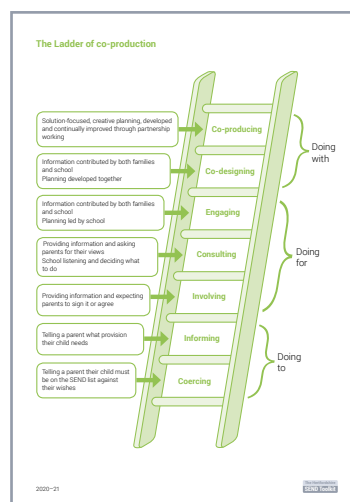 The Ladder of co-production
Solution-focused, creative planning, developed
and continually improved through partnership
working
Co-producing
Information contributed by both families
and school
Planning developed together
Co-designing
Doing
with
Information contributed by both families
and school
Planning led by school
Engaging
Providing information and asking
parents for their views
School listening and deciding what
to do
Consulting
Doing
for
Providing information and expecting
parents to sign it or agree
Involving
Telling a parent what provision
their child needs
Informing
Telling a parent their child must
be on the SEND list against
their wishes
Coercing
Doing
to
2020–21
The Hertfordshire
SEND Toolkit